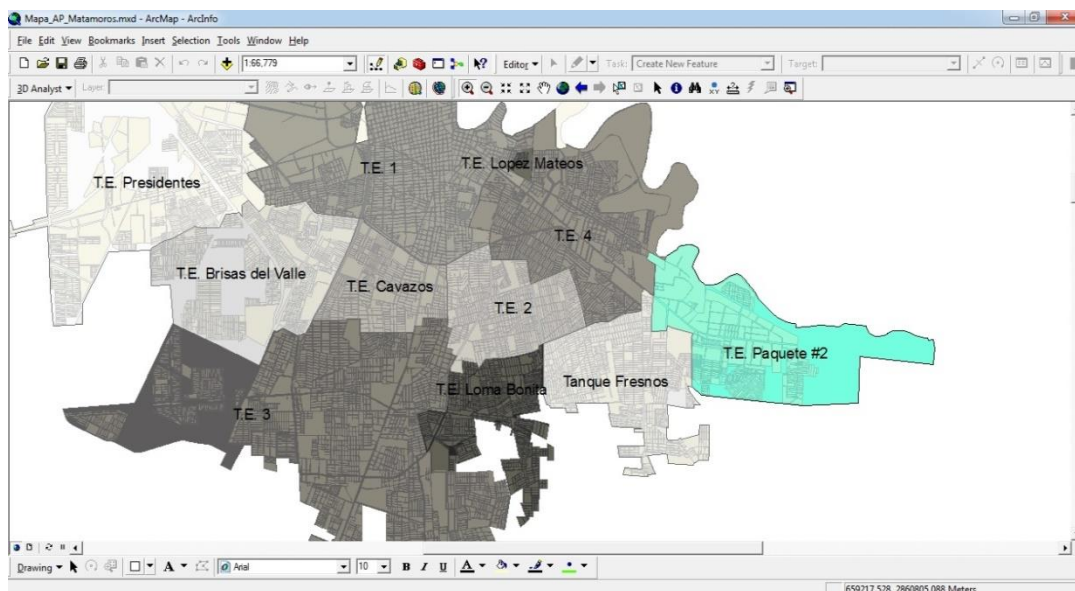 Mapa_AP_Matamoros.mxd - ArcMap - ArcInfo
File Edit View Bookmarks Insert Selection Tools Window Help
1:66,779 Editor Task: Create New Feature Target:
3D Analyst Layer:
T.E. Presidentes
T.E. 1
T.E. Lopez Mateos
T.E. 4
T.E. Brisas del Valle
T.E. Cavazos
T.E. 2
T.E. Paquete #2
T.E. Loma Bonita
Tanque Fresnos
T.E. 3
Drawing A Arial 10 B I U A
659217.528 2860805.088 Meters